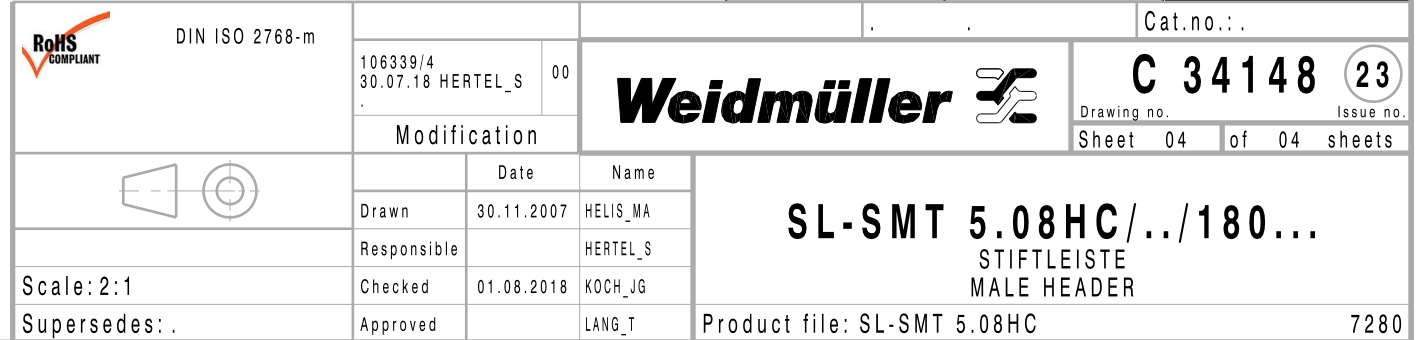 RoHS
COMPLIANT
DIN ISO 2768-m
106339/4
30.07.18 HERTEL_S
.
00
Modification
. .
Cat.no.: .
Weidmüller
C 34148
23
Drawing no.
Issue no.
Sheet 04 of 04 sheets
Date Name
Drawn 30.11.2007 HELIS_MA
Responsible HERTEL_S
Checked 01.08.2018 KOCH_JG
Approved LANG_T
Scale: 2:1
Supersedes: .
SL-SMT 5.08HC/../180...
STIFTLEISTE
MALE HEADER
Product file: SL-SMT 5.08HC 7280